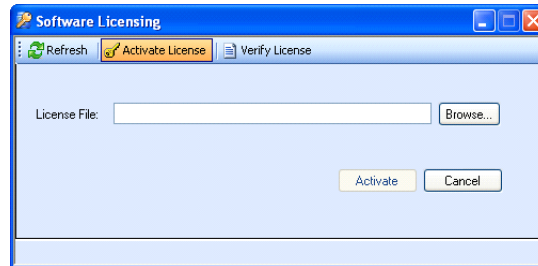 Software Licensing
Refresh Activate License Verify License
License File: Browse...
Activate Cancel